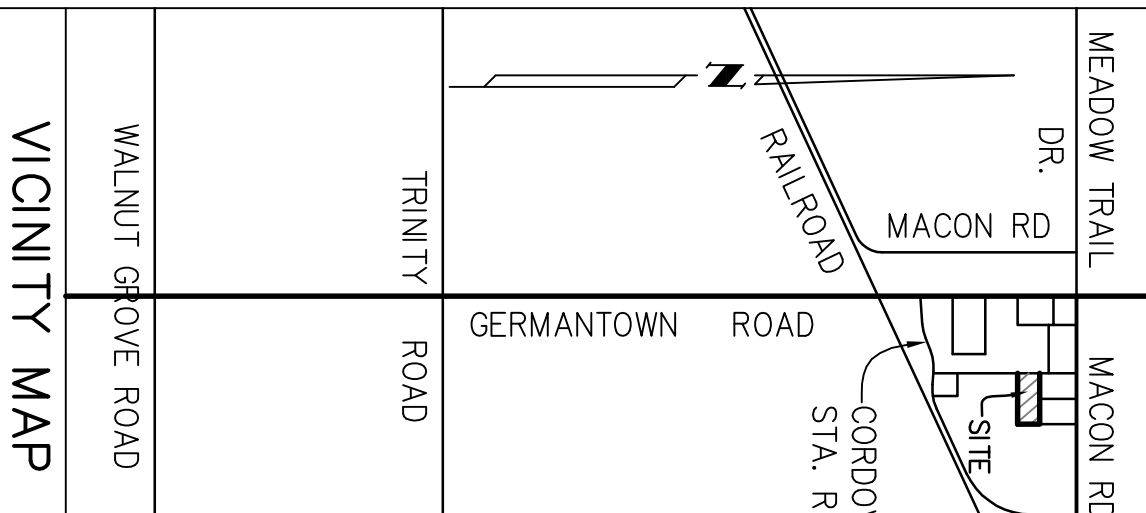 MEADOW TRAIL
DR.
MACON RD
MACON RD
RAILROAD
N
GERMANTOWN ROAD
SITE
CORDOV
STA. R
TRINITY ROAD
WALNUT GROVE ROAD
VICINITY MAP